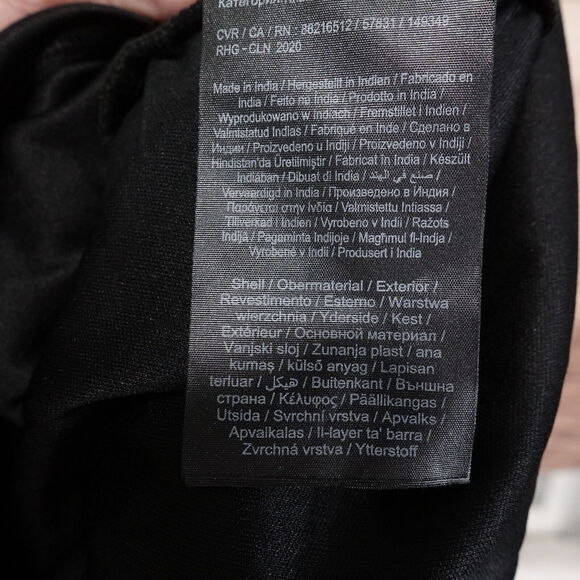 Категория
CVR / CA / RN : 88216512 / 57831 / 149349
RHG-CLN 2020
Made in India / Hergestellt in Indien / Fabricado en
India / Feito na India / Prodotto in India /
Wyprodukowano w Indiach / Fremstillet i Indien /
Valmistatud Indias / Fabriqué en Inde / Сделано в
Индии / Proizvedeno u Indiji / Proizvedeno v Indiji /
Hindistan'da Üretilmiştir / Fabricat in India / Készült
Indiában / Dibuat di India / صنع في الهند /
Vervaardigd in India / Произведено в Индия /
Παράγεται στην Ινδία / Valmistettu Intiassa /
Tillverkad i Indien / Vyrobeno v Indii / Ražots
Indijā / Pagaminta Indijoje / Magħmul fl-Indja /
Vyrobené v Indii / Produsert i India
Shell / Obermaterial / Exterior /
Revestimento / Esterno / Warstwa
wierzchnia / Yderside / Kest /
Extérieur / Основной материал /
Vanjski sloj / Zunanja plast / ana
kumaş / külső anyag / Lapisan
terluar / هيكل / Buitenkant / Външна
страна / Κέλυφος / Päällikangas /
Utsida / Svrchní vrstva / Apvalks /
Apvalkalas / Il-layer ta' barra /
Zvrchná vrstva / Ytterstoff